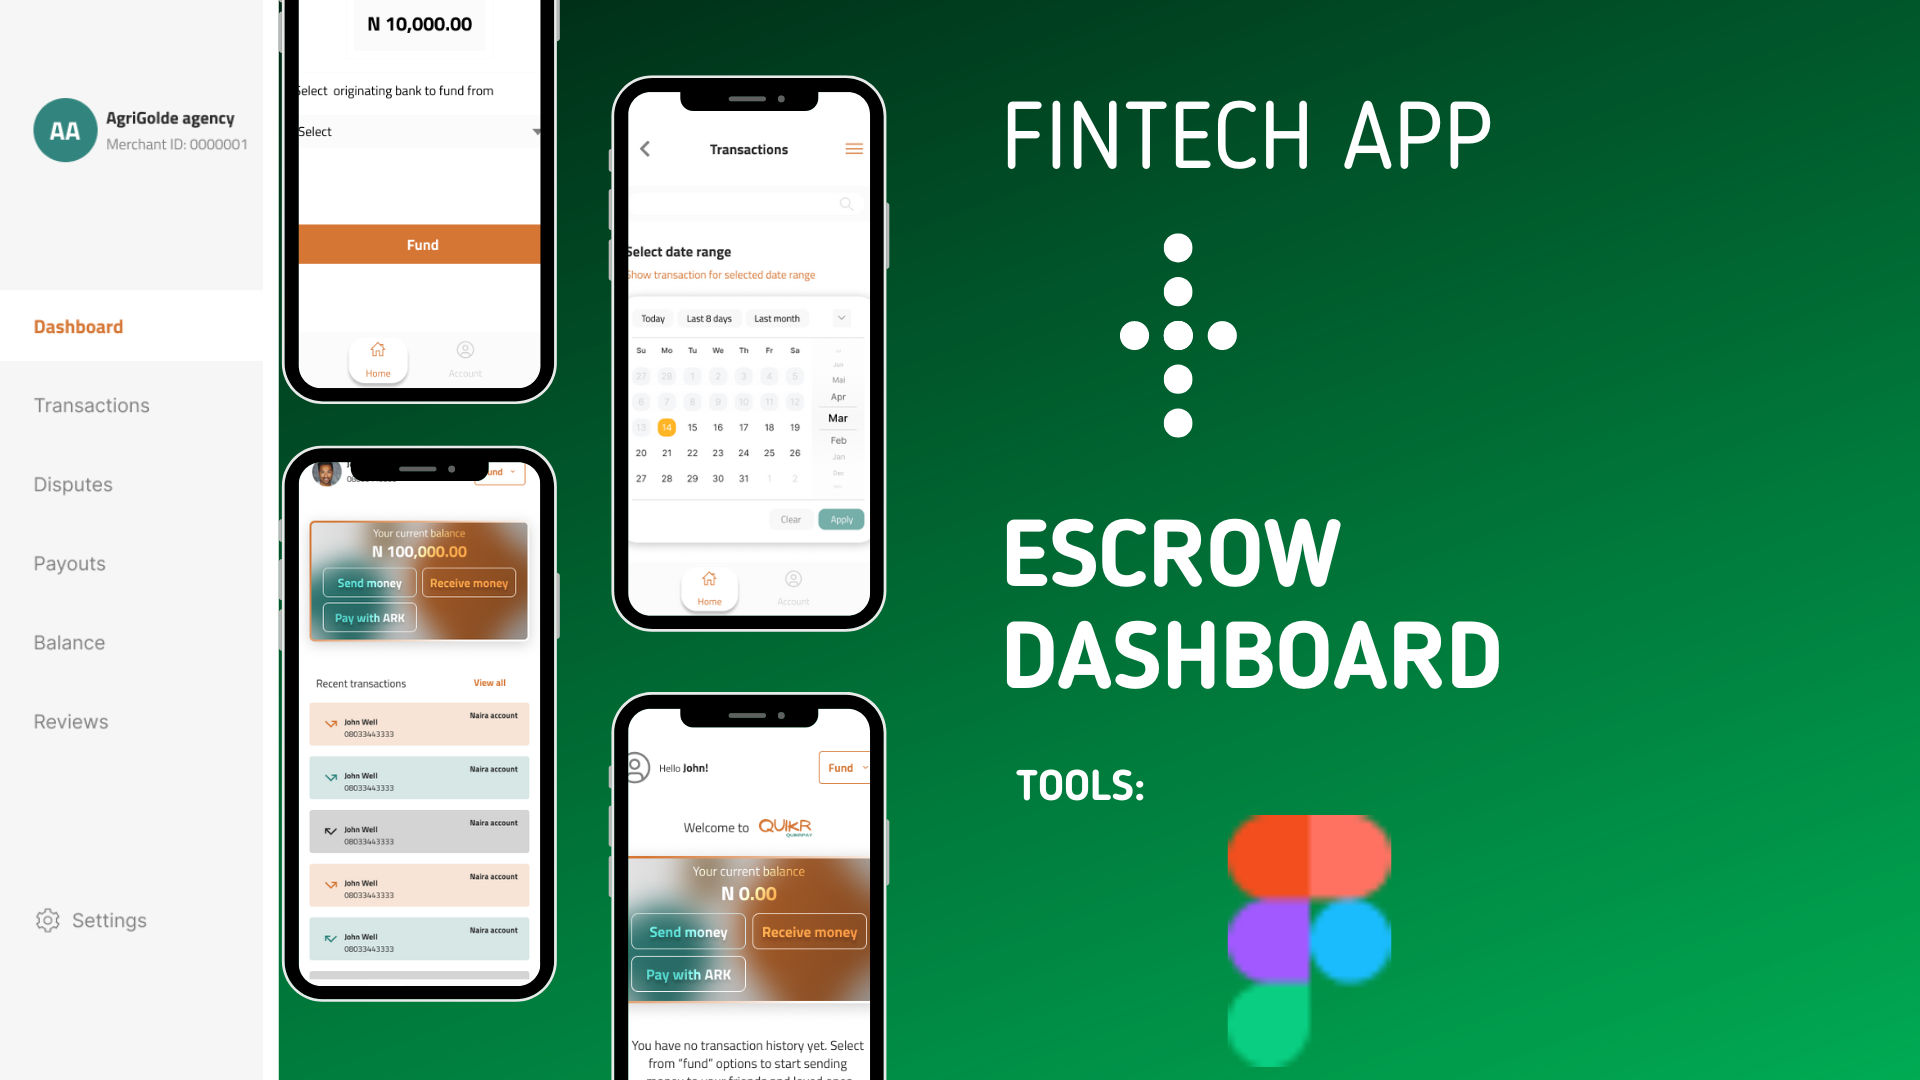 AA
AgriGolde agency
Merchant ID: 0000001
Dashboard
Transactions
Disputes
Payouts
Balance
Reviews
Settings
N 10,000.00
Select originating bank to fund from
Select
Fund
Home
Account
Fund
Your current balance
N 100,000.00
Send money
Receive money
Pay with ARK
Recent transactions
View all
John Well
Naira account
08033443333
John Well
Naira account
08033443333
John Well
Naira account
08033443333
John Well
Naira account
08033443333
John Well
Naira account
08033443333
Transactions
Select date range
Show transaction for selected date range
Today
Last 8 days
Last month
Su Mo Tu We Th Fr Sa
27 28 1 2 3 4 5
6 7 8 9 10 11 12
13 14 15 16 17 18 19
20 21 22 23 24 25 26
27 28 29 30 31 1 2
Jun
Mai
Apr
Mar
Feb
Jan
Dec
Clear
Apply
Home
Account
Hello John!
Fund
Welcome to QUIKR
QUIKRPAY
Your current balance
N 0.00
Send money
Receive money
Pay with ARK
You have no transaction history yet. Select
from “fund” options to start sending
money to your friends and loved ones
FINTECH APP
ESCROW
DASHBOARD
TOOLS: